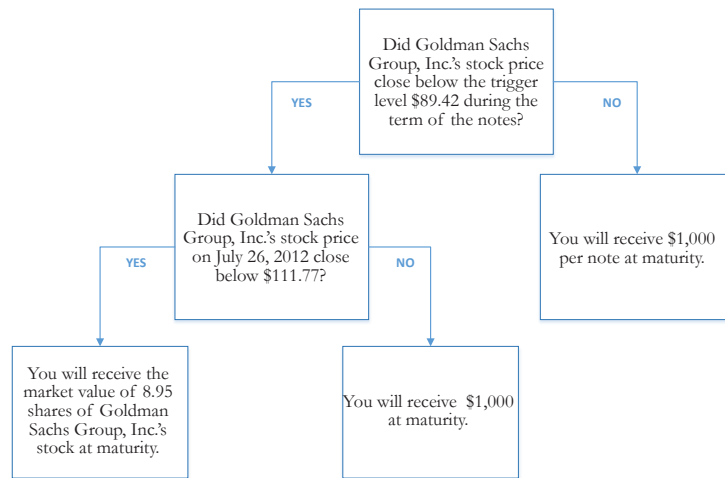 Did Goldman Sachs
Group, Inc.'s stock price
close below the trigger
level $89.42 during the
term of the notes?
YES
NO
Did Goldman Sachs
Group, Inc.'s stock price
on July 26, 2012 close
below $111.77?
You will receive $1,000
per note at maturity.
YES
NO
You will receive the
market value of 8.95
shares of Goldman
Sachs Group, Inc.'s
stock at maturity.
You will receive $1,000
at maturity.